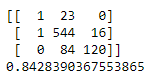 [[  1  23   0]
 [  1 544  16]
 [  0  84 120]]
0.8428390367553865